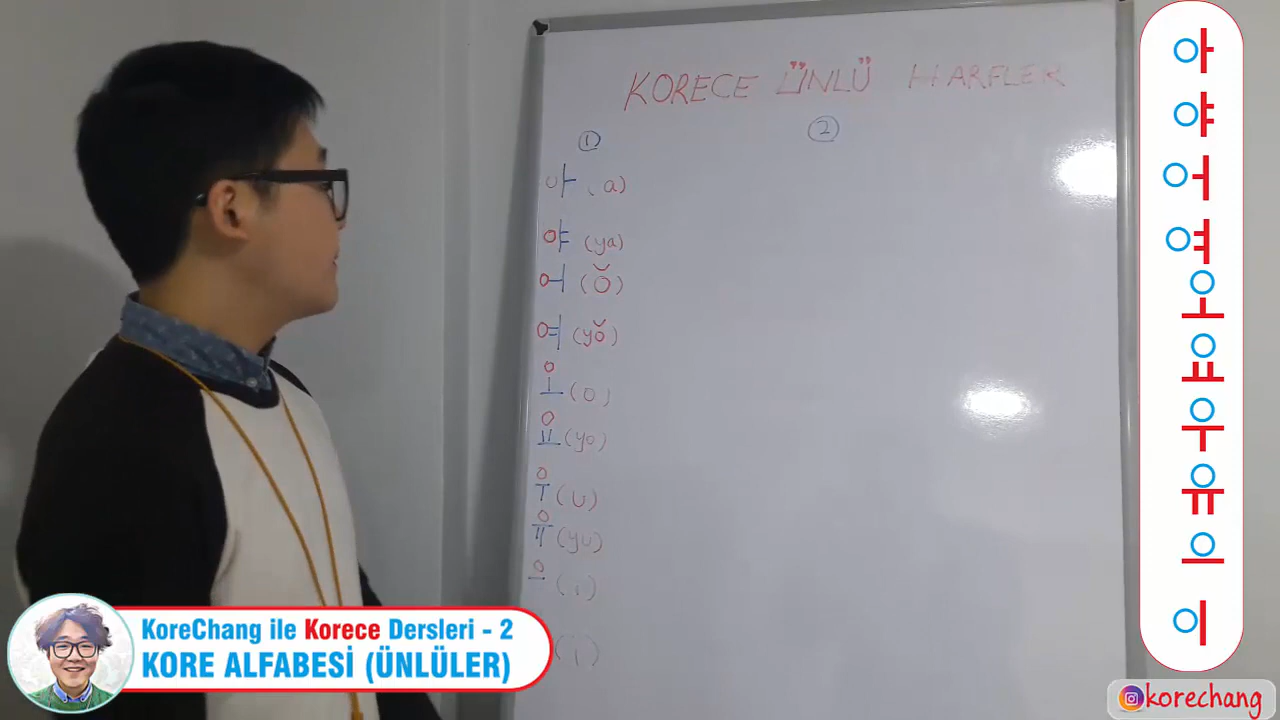 KORECE ÜNLÜ HARFLER
① ②
아 (a)
야 (ya)
어 (ŏ)
여 (yŏ)
오 (o)
요 (yo)
우 (u)
유 (yu)
으 (ı)
(i)
아
야
어
여
오
요
우
유
으
이
KoreChang ile Korece Dersleri - 2
KORE ALFABESİ (ÜNLÜLER)
@korechang